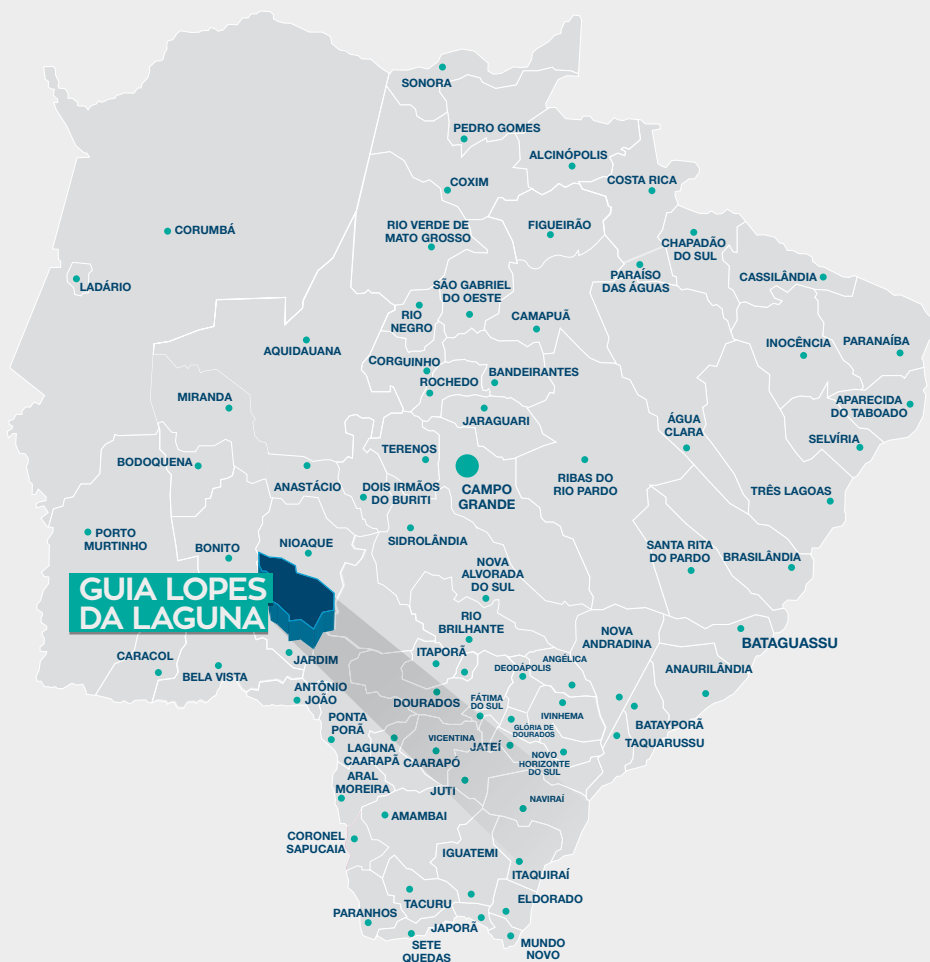 SONORA
PEDRO GOMES
ALCINÓPOLIS
COSTA RICA
COXIM
CORUMBÁ
RIO VERDE DE
MATO GROSSO
FIGUEIRÃO
CHAPADÃO
DO SUL
LADÁRIO
SÃO GABRIEL
DO OESTE
PARAÍSO
DAS ÁGUAS
CASSILÂNDIA
RIO
NEGRO
CAMAPUÃ
AQUIDAUANA
INOCÊNCIA
PARANAÍBA
CORGUINHO
ROCHEDO
BANDEIRANTES
MIRANDA
JARAGUARI
ÁGUA
CLARA
APARECIDA
DO TABOADO
SELVÍRIA
TERENOS
BODOQUENA
ANASTÁCIO
DOIS IRMÃOS
DO BURITI
CAMPO
GRANDE
RIBAS DO
RIO PARDO
TRÊS LAGOAS
PORTO
MURTINHO
BONITO
NIOAQUE
SIDROLÂNDIA
SANTA RITA
DO PARDO
BRASILÂNDIA
NOVA
ALVORADA
DO SUL
GUIA LOPES
DA LAGUNA
RIO
BRILHANTE
NOVA
ANDRADINA
BATAGUASSU
CARACOL
BELA VISTA
JARDIM
ITAPORÃ
DEODÁPOLIS
ANGÉLICA
ANAURILÂNDIA
ANTÔNIO
JOÃO
DOURADOS
FÁTIMA
DO SUL
IVINHEMA
BATAYPORÃ
PONTA
PORÃ
GLÓRIA DE
DOURADOS
TAQUARUSSU
LAGUNA
CAARAPÃ
VICENTINA
CAARAPÓ
JATEÍ
NOVO
HORIZONTE
DO SUL
ARAL
MOREIRA
JUTI
NAVIRAÍ
AMAMBAI
CORONEL
SAPUCAIA
IGUATEMI
ITAQUIRAÍ
TACURU
ELDORADO
PARANHOS
JAPORÃ
SETE
QUEDAS
MUNDO
NOVO